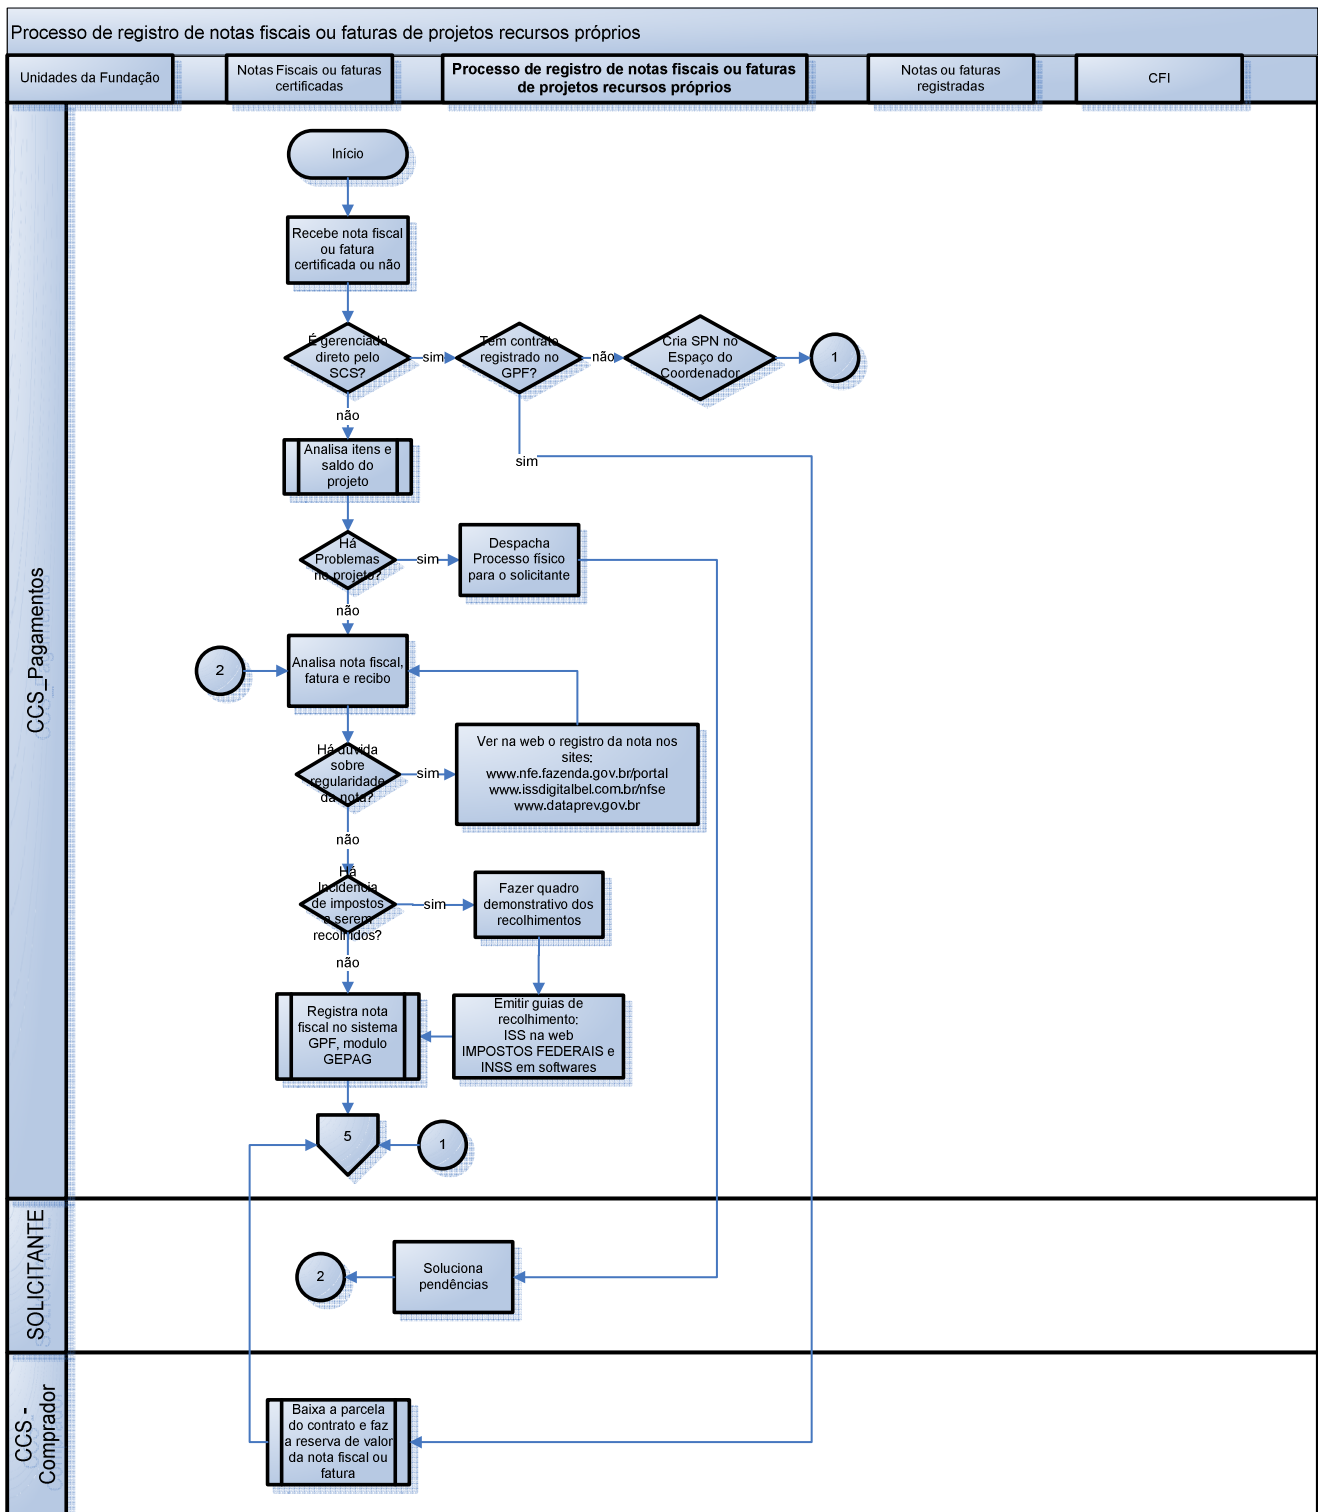 Processo de registro de notas fiscais ou faturas de projetos recursos próprios
Unidades da Fundação
Notas Fiscais ou faturas
certificadas
Processo de registro de notas fiscais ou faturas
de projetos recursos próprios
Notas ou faturas
registradas
CFI
CCS_Pagamentos
Início
Recebe nota fiscal
ou fatura
certificada ou não
É gerenciado
direto pelo
SCS?
sim
Tem contrato
registrado no
GPF?
não
Cria SPN no
Espaço do
Coordenador
1
não
sim
Analisa itens e
saldo do
projeto
Há
Problemas
no projeto?
sim
Despacha
Processo físico
para o solicitante
não
2
Analisa nota fiscal,
fatura e recibo
Há dúvida
sobre
regularidade
da nota?
sim
Ver na web o registro da nota nos
sites:
www.nfe.fazenda.gov.br/portal
www.issdigitalbel.com.br/nfse
www.dataprev.gov.br
não
Há
Incidencia
de impostos
a serem
recolhidos?
sim
Fazer quadro
demonstrativo dos
recolhimentos
não
Registra nota
fiscal no sistema
GPF, modulo
GEPAG
Emitir guias de
recolhimento:
ISS na web
IMPOSTOS FEDERAIS e
INSS em softwares
5
1
SOLICITANTE
2
Soluciona
pendências
CCS -
Comprador
Baixa a parcela
do contrato e faz
a reserva de valor
da nota fiscal ou
fatura